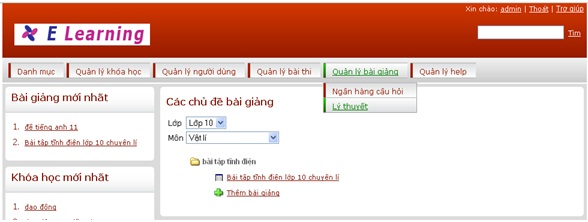 Xin chào: admin | Thoát | Trợ giúp
E Learning
Tìm
Danh mục Quản lý khóa học Quản lý người dùng Quản lý bài thi Quản lý bài giảng Quản lý help
Ngân hàng câu hỏi
Lý thuyết
Bài giảng mới nhất
1. đề tiếng anh 11
2. Bài tập tĩnh điển lớp 10 chuyên lí
Khóa học mới nhất
1. dao động
Các chủ đề bài giảng
Lớp Lớp 10
Môn Vật lí
bài tập tĩnh điện
Bài tập tĩnh điển lớp 10 chuyên lí
Thêm bài giảng